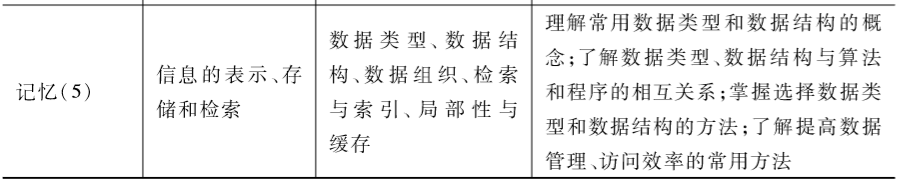 记忆(5)
信息的表示、存
储和检索
数据类型、数据结
构、数据组织、检索
与索引、局部性与
缓存
理解常用数据类型和数据结构的概
念;了解数据类型、数据结构与算法
和程序的相互关系;掌握选择数据类
型和数据结构的方法;了解提高数据
管理、访问效率的常用方法